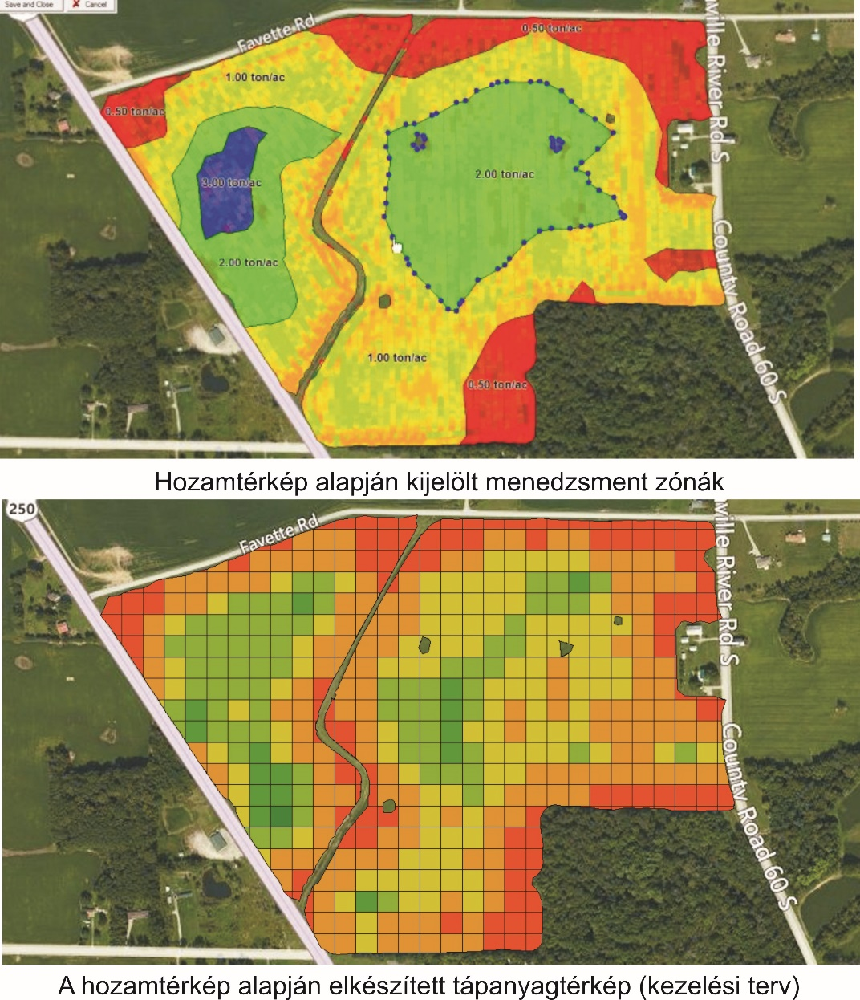 Save and Close Cancel
Favette Rd
0.50 ton/ac
1.00 ton/ac
0.50 ton/ac
ville River Rd S
3.00 ton/ac
2.00 ton/ac
2.00 ton/ac
County Road 60 S
1.00 ton/ac
0.50 ton/ac
Hozamtérkép alapján kijelölt menedzsment zónák
250
Favette Rd
ville River Rd S
County Road 60 S
A hozamtérkép alapján elkészített tápanyagtérkép (kezelési terv)